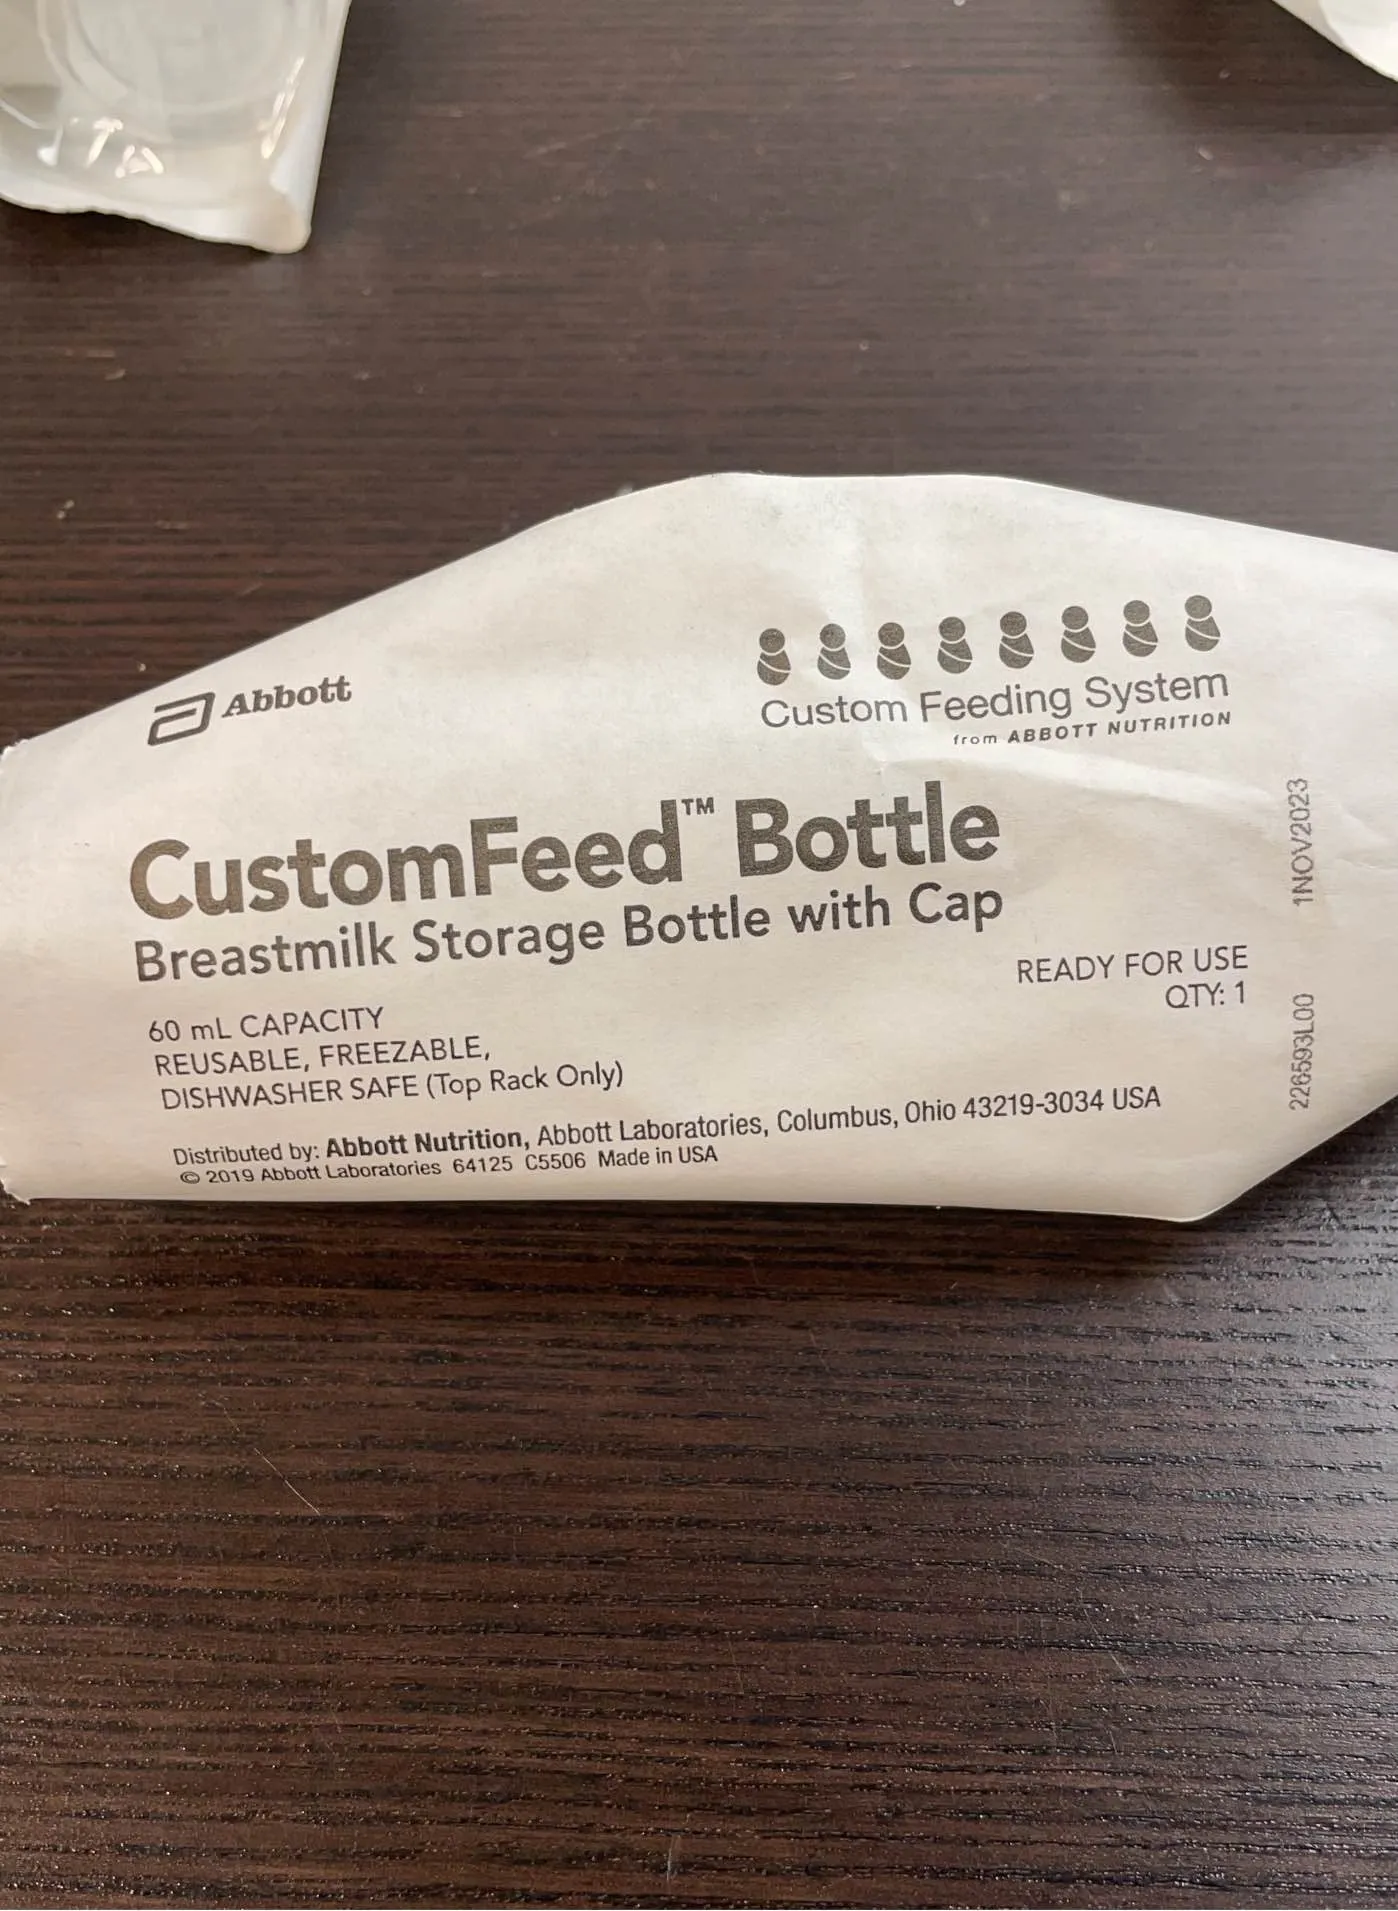 Abbott
Custom Feeding System
from ABBOTT NUTRITION
CustomFeed™ Bottle
Breastmilk Storage Bottle with Cap
60 mL CAPACITY
REUSABLE, FREEZABLE,
DISHWASHER SAFE (Top Rack Only)
READY FOR USE
QTY: 1
Distributed by: Abbott Nutrition, Abbott Laboratories, Columbus, Ohio 43219-3034 USA
© 2019 Abbott Laboratories 64125 C5506 Made in USA
226593L00 1NOV2023